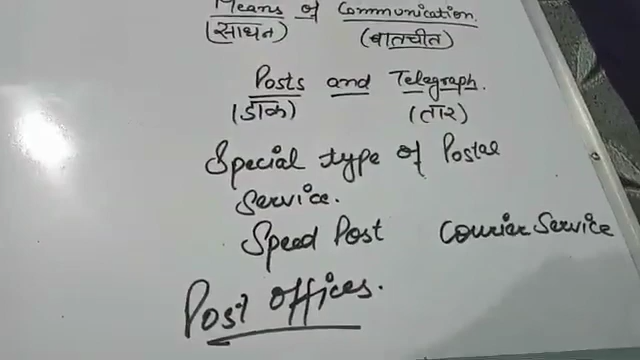 Means of Communication.
(साधन) (बातचीत)
Posts and Telegraph.
(डाक) (तार)
Special type of Postal
Service.
Speed Post Courier Service
Post Offices.